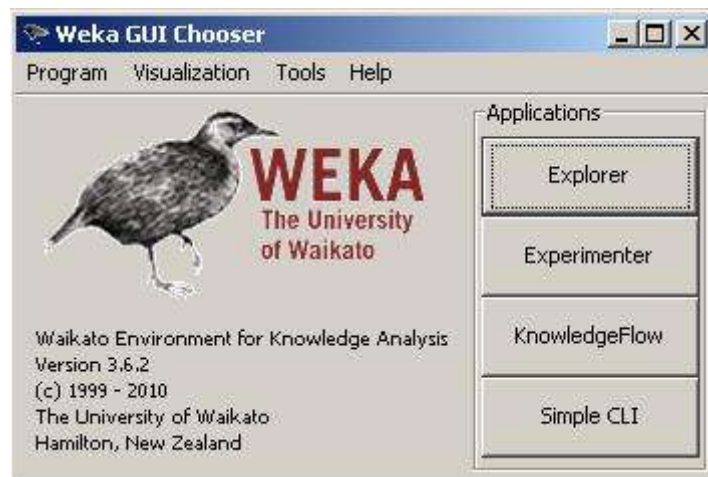 Weka GUI Chooser
Program Visualization Tools Help
WEKA
The University
of Waikato
Waikato Environment for Knowledge Analysis
Version 3.6.2
(c) 1999 - 2010
The University of Waikato
Hamilton, New Zealand
Applications
Explorer
Experimenter
KnowledgeFlow
Simple CLI